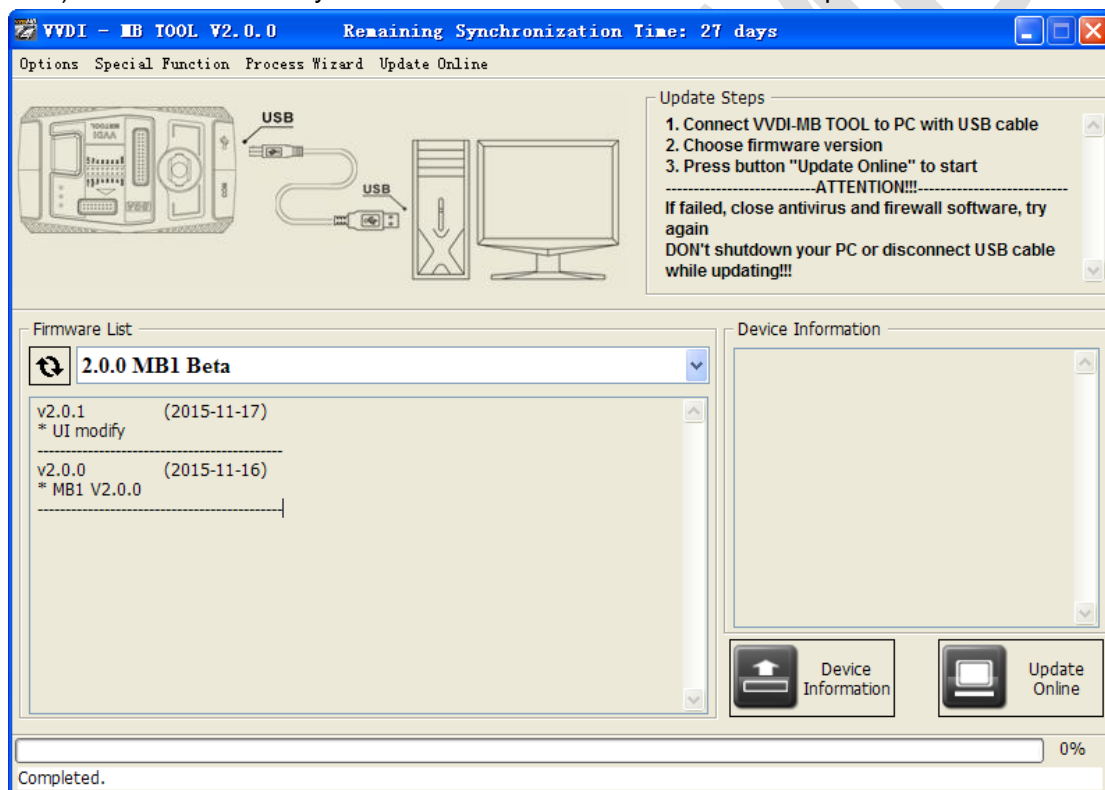 VVDI - MB TOOL V2.0.0 Remaining Synchronization Time: 27 days
Options Special Function Process Wizard Update Online
USB
USB
Update Steps
1. Connect VVDI-MB TOOL to PC with USB cable
2. Choose firmware version
3. Press button "Update Online" to start
---------------------------ATTENTION!!!---------------------------
If failed, close antivirus and firewall software, try
again
DON't shutdown your PC or disconnect USB cable
while updating!!!
Firmware List
2.0.0 MB1 Beta
v2.0.1 (2015-11-17)
* UI modify
-------------------------------------------
v2.0.0 (2015-11-16)
* MB1 V2.0.0
-------------------------------------------
Device Information
Device
Information
Update
Online
0%
Completed.